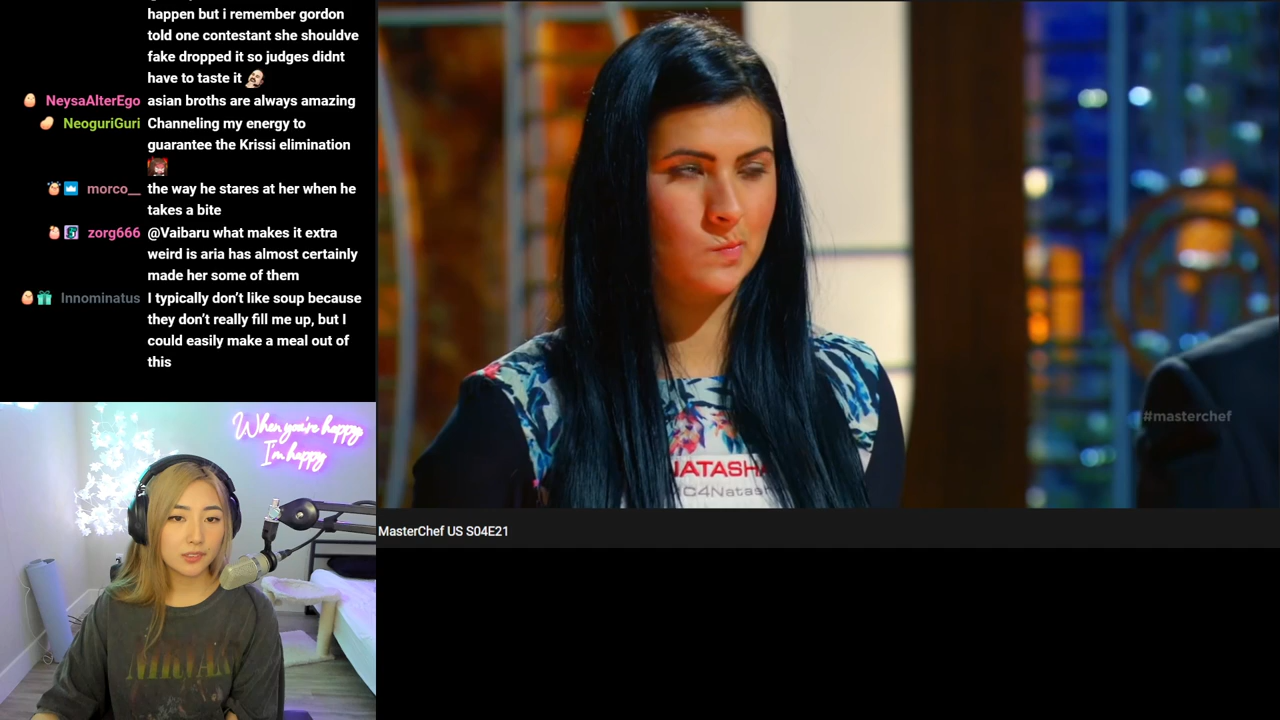 happen but i remember gordon
told one contestant she shouldve
fake dropped it so judges didnt
have to taste it
NeysaAlterEgo asian broths are always amazing
NeoguriGuri Channeling my energy to
guarantee the Krissi elimination
morco__ the way he stares at her when he
takes a bite
zorg666 @Vaibaru what makes it extra
weird is aria has almost certainly
made her some of them
Innominatus I typically don’t like soup because
they don’t really fill me up, but I
could easily make a meal out of
this
#masterchef
NATASHA
MC4Natash
MasterChef US S04E21
When you're happy
I'm happy
NIRVANA